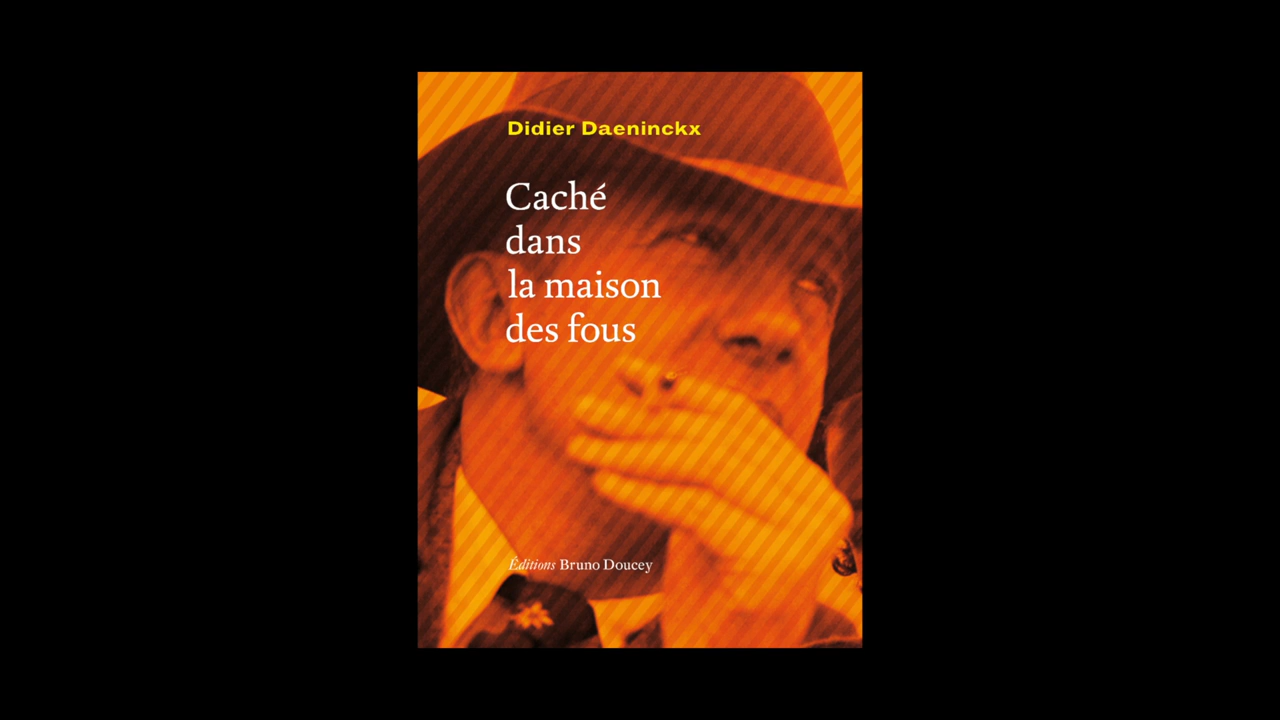 Didier Daeninckx
Caché
dans
la maison
des fous
Éditions Bruno Doucey